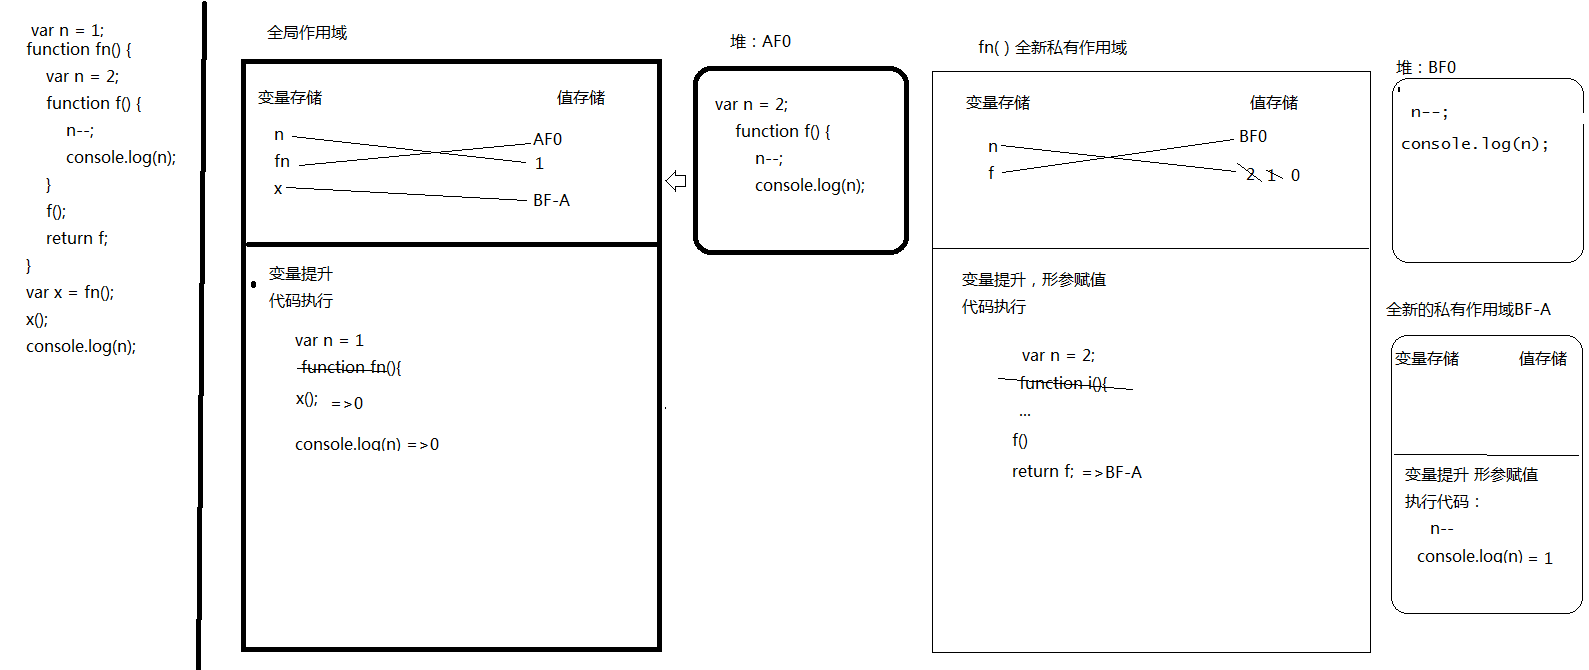 var n = 1;
function fn() {
var n = 2;
function f() {
n--;
console.log(n);
}
f();
return f;
}
var x = fn();
x();
console.log(n);
全局作用域
变量存储 值存储
n
fn
x
AF0
1
BF-A
变量提升
代码执行
var n = 1
function fn(){
x(); =>0
console.log(n) =>0
堆：AF0
var n = 2;
function f() {
n--;
console.log(n);
fn( ) 全新私有作用域
变量存储 值存储
n
f
BF0
2 1 0
变量提升，形参赋值
代码执行
var n = 2;
function i(){
...
f()
return f; =>BF-A
堆：BF0
n--;
console.log(n);
全新的私有作用域BF-A
变量存储 值存储
变量提升 形参赋值
执行代码：
n--
console.log(n) = 1